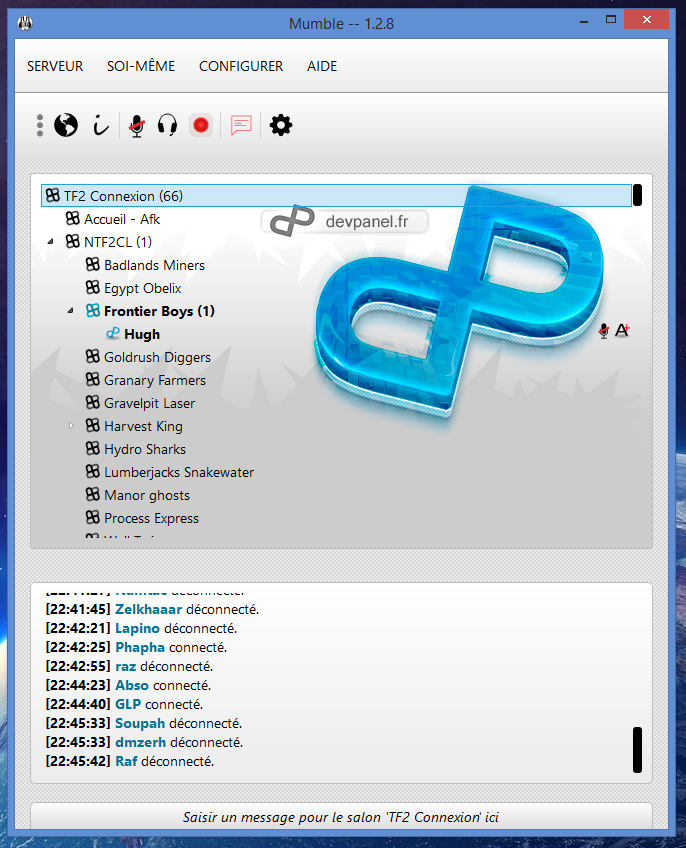 Mumble -- 1.2.8
SERVEUR SOI-MÊME CONFIGURER AIDE
TF2 Connexion (66)
Accueil - Afk
devpanel.fr
NTF2CL (1)
Badlands Miners
Egypt Obelix
Frontier Boys (1)
Hugh
Goldrush Diggers
Granary Farmers
Gravelpit Laser
Harvest King
Hydro Sharks
Lumberjacks Snakewater
Manor ghosts
Process Express
[22:41:45] Zelkhaaar déconnecté.
[22:42:21] Lapino déconnecté.
[22:42:25] Phapha connecté.
[22:42:55] raz déconnecté.
[22:44:23] Abso connecté.
[22:44:40] GLP connecté.
[22:45:33] Soupah déconnecté.
[22:45:33] dmzerh déconnecté.
[22:45:42] Raf déconnecté.
Saisir un message pour le salon 'TF2 Connexion' ici